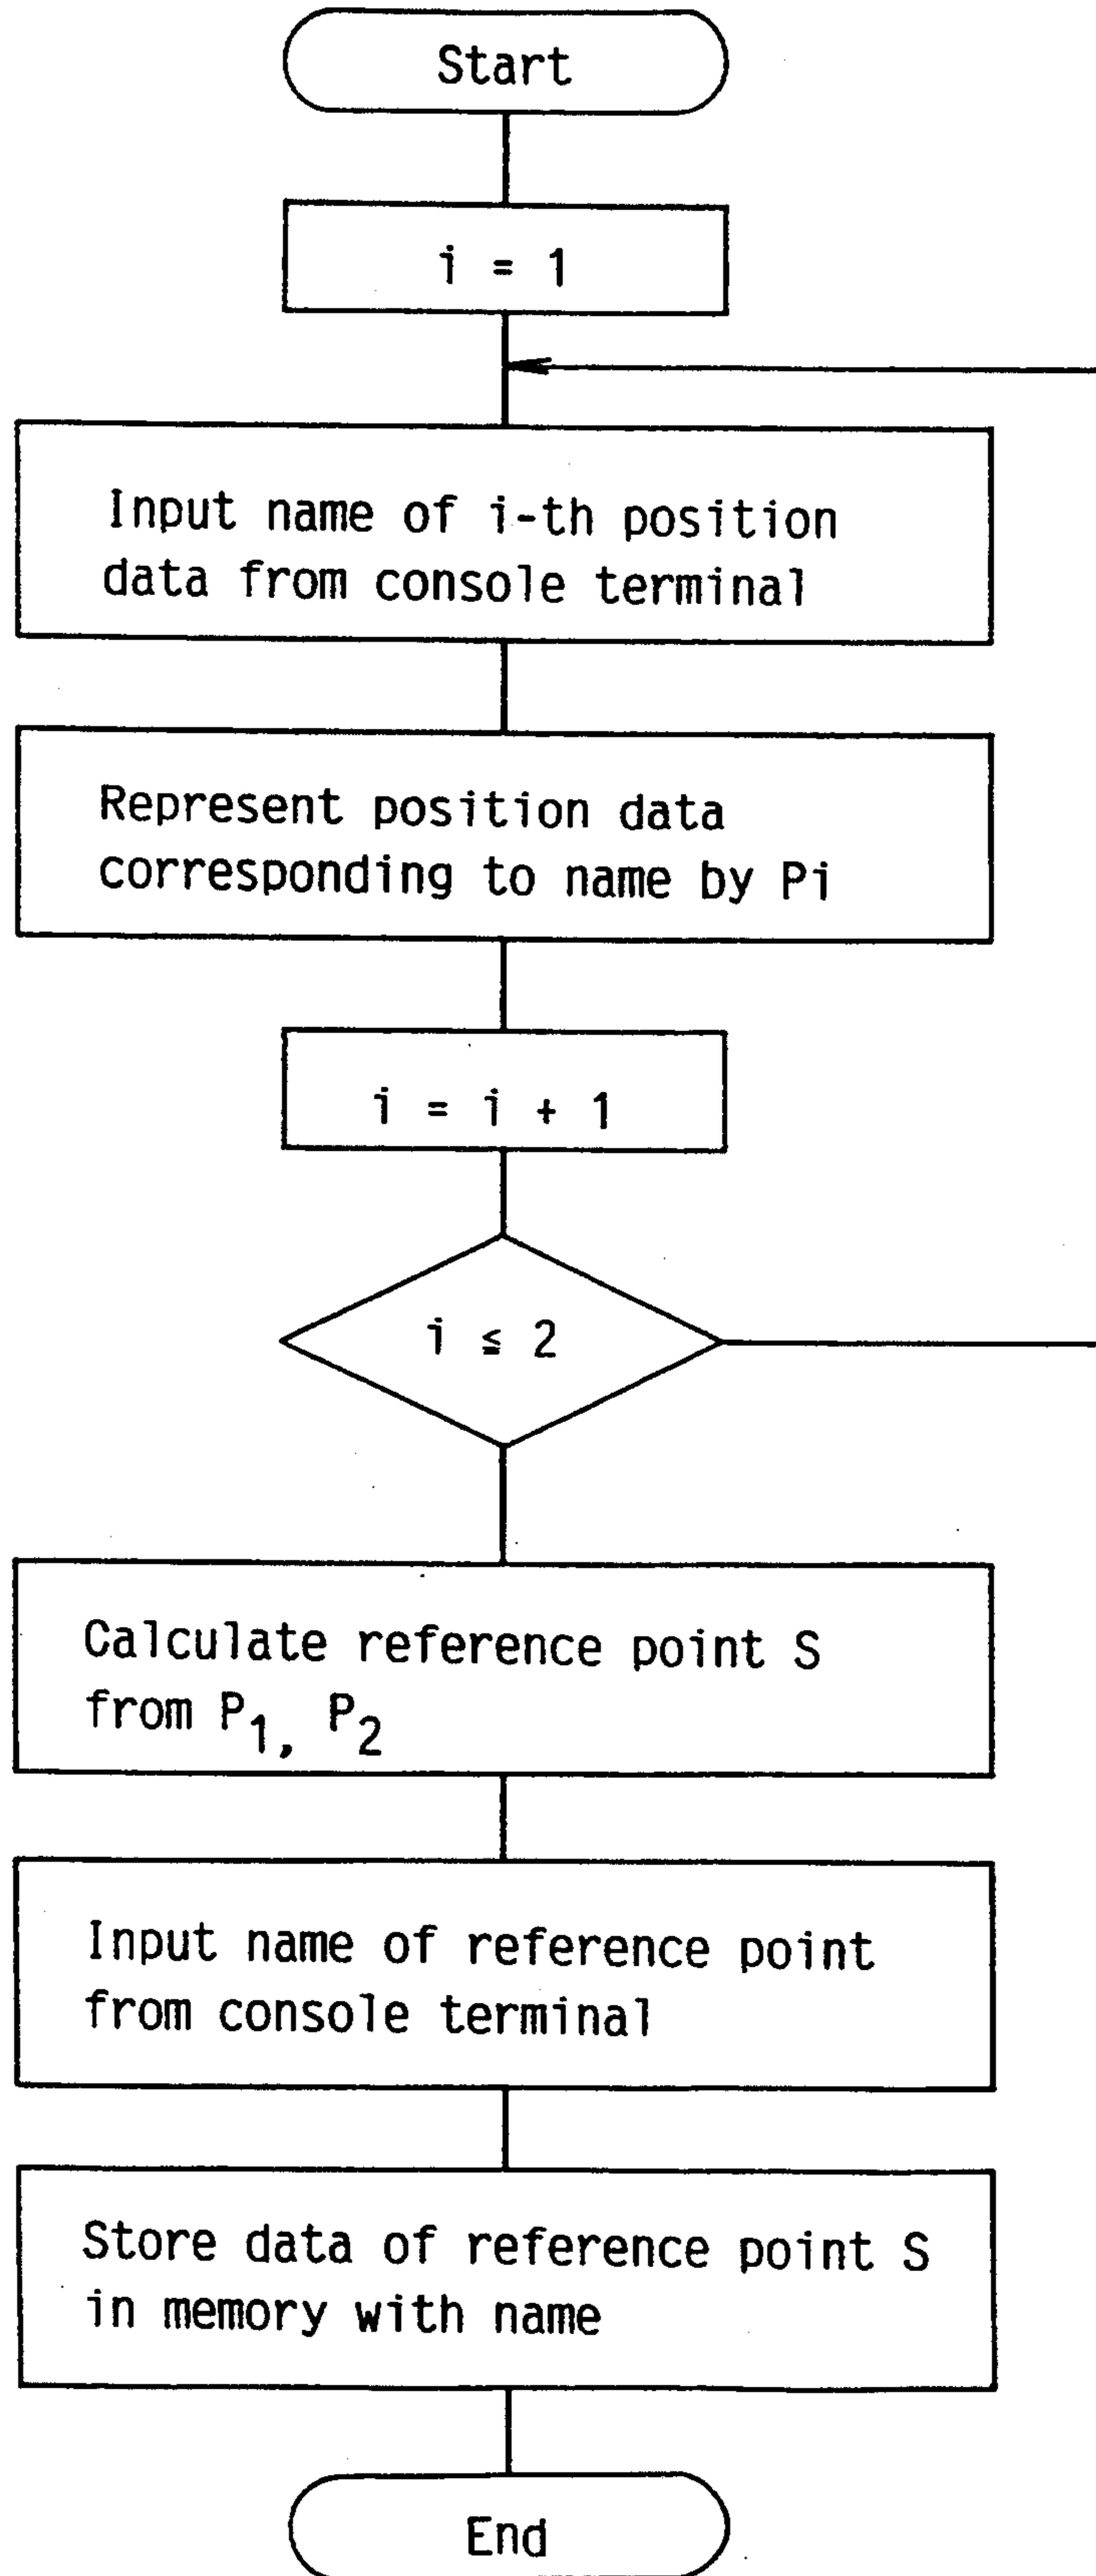 Start
i = 1
Input name of i-th position
data from console terminal
Represent position data
corresponding to name by Pi
i = i + 1
i ≦ 2
Calculate reference point S
from P1, P2
Input name of reference point
from console terminal
Store data of reference point S
in memory with name
End